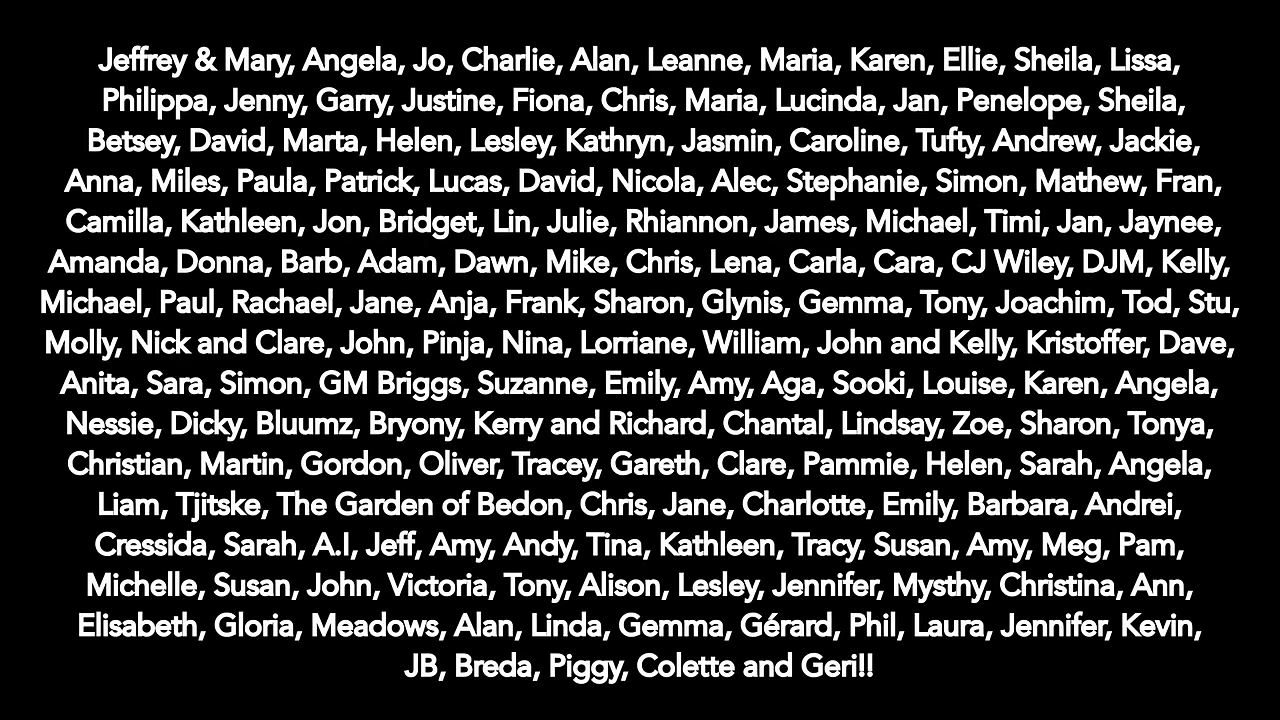 Jeffrey & Mary, Angela, Jo, Charlie, Alan, Leanne, Maria, Karen, Ellie, Sheila, Lissa,
Philippa, Jenny, Garry, Justine, Fiona, Chris, Maria, Lucinda, Jan, Penelope, Sheila,
Betsey, David, Marta, Helen, Lesley, Kathryn, Jasmin, Caroline, Tufty, Andrew, Jackie,
Anna, Miles, Paula, Patrick, Lucas, David, Nicola, Alec, Stephanie, Simon, Mathew, Fran,
Camilla, Kathleen, Jon, Bridget, Lin, Julie, Rhiannon, James, Michael, Timi, Jan, Jaynee,
Amanda, Donna, Barb, Adam, Dawn, Mike, Chris, Lena, Carla, Cara, CJ Wiley, DJM, Kelly,
Michael, Paul, Rachael, Jane, Anja, Frank, Sharon, Glynis, Gemma, Tony, Joachim, Tod, Stu,
Molly, Nick and Clare, John, Pinja, Nina, Lorriane, William, John and Kelly, Kristoffer, Dave,
Anita, Sara, Simon, GM Briggs, Suzanne, Emily, Amy, Aga, Sooki, Louise, Karen, Angela,
Nessie, Dicky, Bluumz, Bryony, Kerry and Richard, Chantal, Lindsay, Zoe, Sharon, Tonya,
Christian, Martin, Gordon, Oliver, Tracey, Gareth, Clare, Pammie, Helen, Sarah, Angela,
Liam, Tjitske, The Garden of Bedon, Chris, Jane, Charlotte, Emily, Barbara, Andrei,
Cressida, Sarah, A.I, Jeff, Amy, Andy, Tina, Kathleen, Tracy, Susan, Amy, Meg, Pam,
Michelle, Susan, John, Victoria, Tony, Alison, Lesley, Jennifer, Mysthy, Christina, Ann,
Elisabeth, Gloria, Meadows, Alan, Linda, Gemma, Gérard, Phil, Laura, Jennifer, Kevin,
JB, Breda, Piggy, Colette and Geri!!